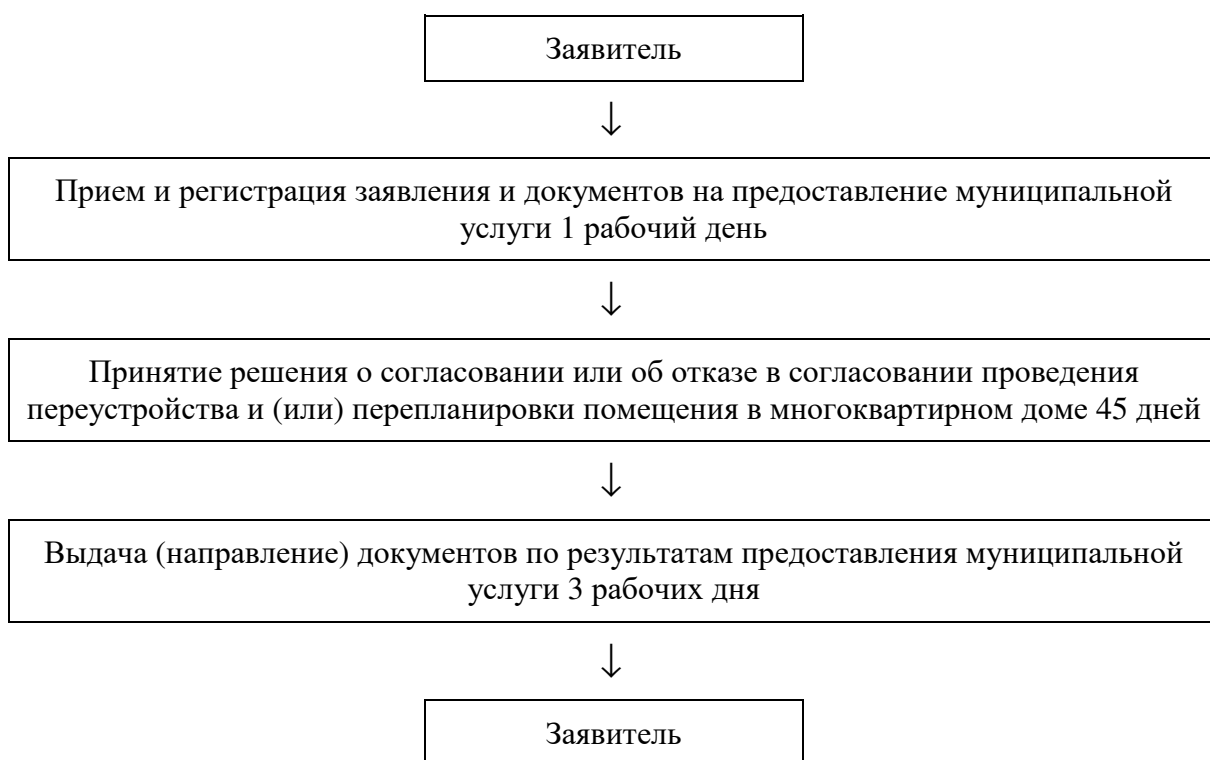 Заявитель
↓
Прием и регистрация заявления и документов на предоставление муниципальной
услуги 1 рабочий день
↓
Принятие решения о согласовании или об отказе в согласовании проведения
переустройства и (или) перепланировки помещения в многоквартирном доме 45 дней
↓
Выдача (направление) документов по результатам предоставления муниципальной
услуги 3 рабочих дня
↓
Заявитель